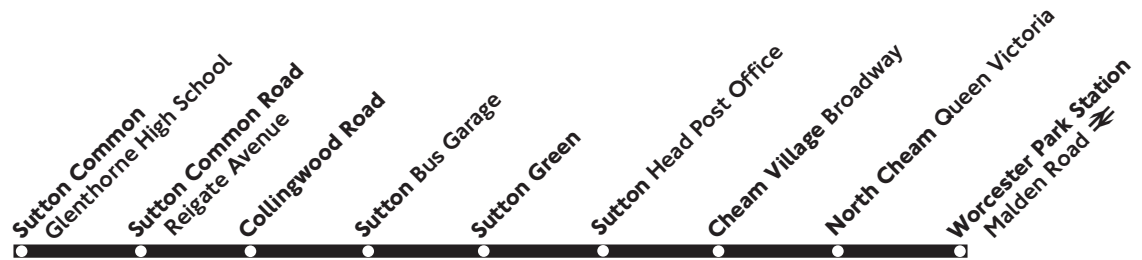 Sutton Common
Glenthorne High School
Sutton Common Road
Reigate Avenue
Collingwood Road
Sutton Bus Garage
Sutton Green
Sutton Head Post Office
Cheam Village Broadway
North Cheam Queen Victoria
Worcester Park Station
Malden Road